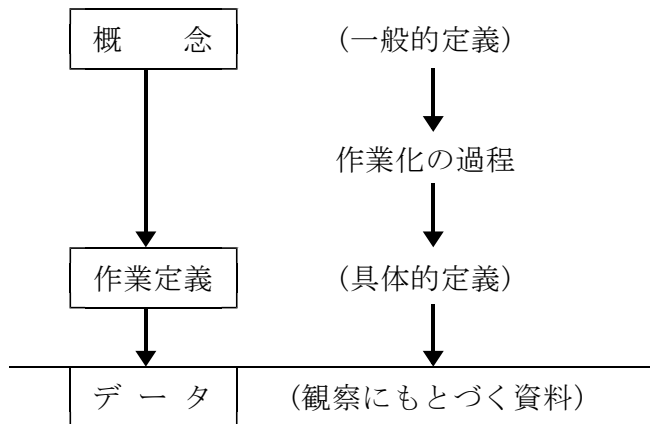 概　　念　（一般的定義）
作業化の過程
作業定義　（具体的定義）
デ ー タ　（観察にもとづく資料）